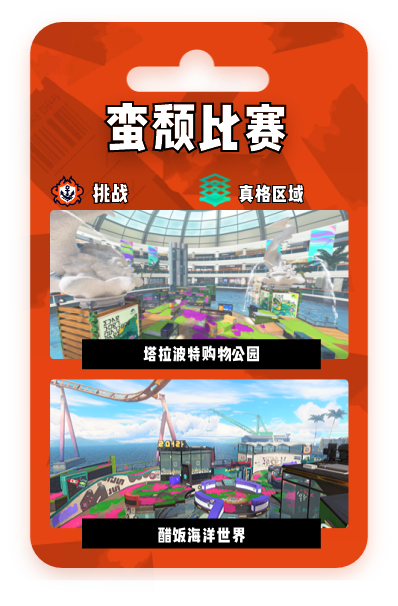 蛮颓比赛
挑战
真格区域
塔拉波特购物公园
醋饭海洋世界